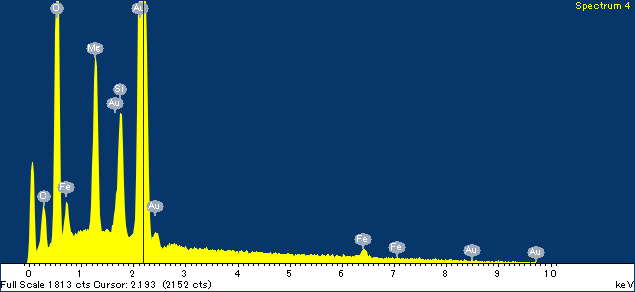 Spectrum 4
O Au
Mg
Si
Au
Fe
Au
Fe
Fe
Au
Au
0 1 2 3 4 5 6 7 8 9 10
Full Scale 1813 cts Cursor: 2.193 (2152 cts) keV